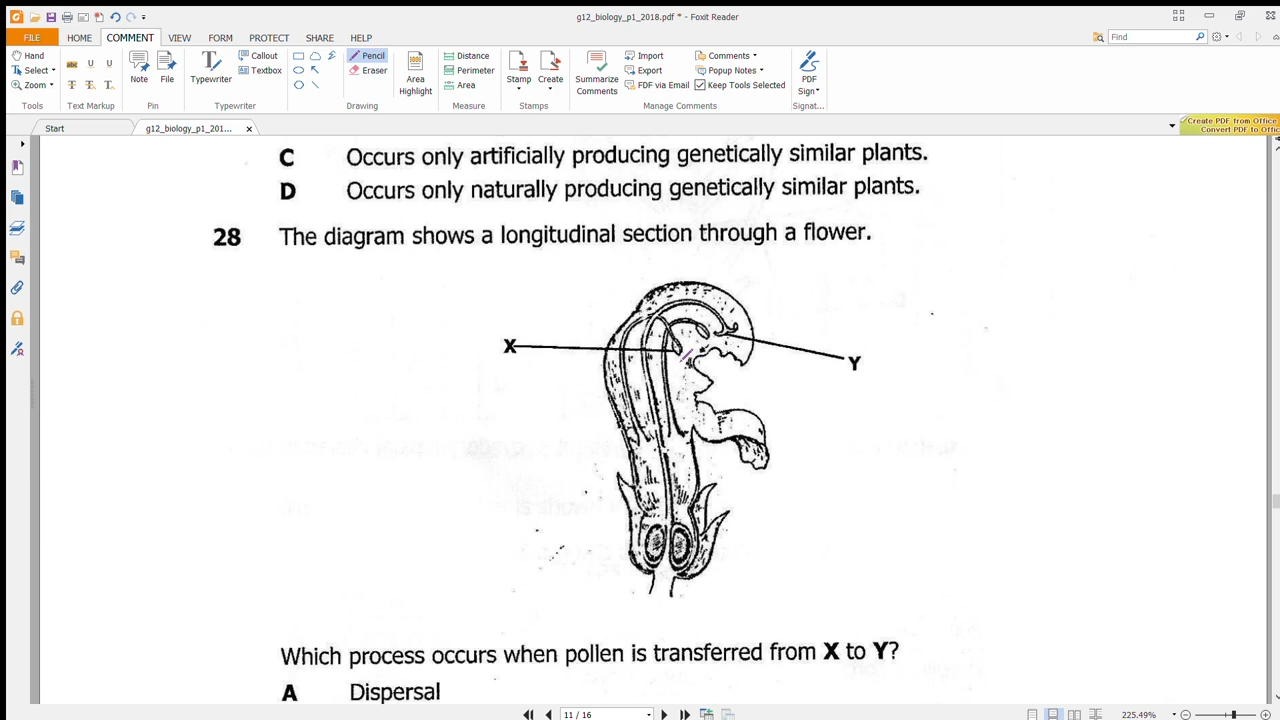 g12_biology_p1_2018.pdf * - Foxit Reader
FILE HOME COMMENT VIEW FORM PROTECT SHARE HELP
Find
Hand
Select
Zoom
Tools
Text Markup
Note
File
Pin
Typewriter
Callout
Textbox
Typewriter
Pencil
Eraser
Drawing
Area
Highlight
Distance
Perimeter
Area
Measure
Stamp
Create
Stamps
Summarize
Comments
Import
Export
FDF via Email
Comments
Popup Notes
Keep Tools Selected
Manage Comments
PDF
Sign
Signat...
Start
g12_biology_p1_201...
Create PDF from Office
Convert PDF to Offic
C Occurs only artificially producing genetically similar plants.
D Occurs only naturally producing genetically similar plants.
28 The diagram shows a longitudinal section through a flower.
X
Y
Which process occurs when pollen is transferred from X to Y?
A Dispersal
11 / 16
225.49%